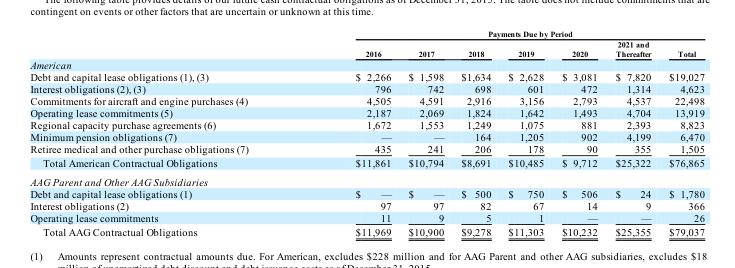 contingent on events or other factors that are uncertain or unknown at this time.
Payments Due by Period
2016 2017 2018 2019 2020 2021 and Thereafter Total
American
Debt and capital lease obligations (1), (3) $ 2,266 $ 1,598 $1,634 $ 2,628 $ 3,081 $ 7,820 $19,027
Interest obligations (2), (3) 796 742 698 601 472 1,314 4,623
Commitments for aircraft and engine purchases (4) 4,505 4,591 2,916 3,156 2,793 4,537 22,498
Operating lease commitments (5) 2,187 2,069 1,824 1,642 1,493 4,704 13,919
Regional capacity purchase agreements (6) 1,672 1,553 1,249 1,075 881 2,393 8,823
Minimum pension obligations (7) — — 164 1,205 902 4,199 6,470
Retiree medical and other postretirement obligations (7) 435 241 206 178 90 355 1,505
Total American Contractual Obligations $11,861 $10,794 $8,691 $10,485 $ 9,712 $25,322 $76,865
AAG Parent and Other AAG Subsidiaries
Debt and capital lease obligations (1) $ — $ — $ 500 $ 750 $ 506 $ 24 $ 1,780
Interest obligations (2) 97 97 82 67 14 9 366
Operating lease commitments 11 9 5 1 — — 26
Total AAG Contractual Obligations $11,969 $10,900 $9,278 $11,303 $10,232 $25,355 $79,037
(1) Amounts represent contractual amounts due. For American, excludes $228 million and for AAG Parent and other AAG subsidiaries, excludes $18